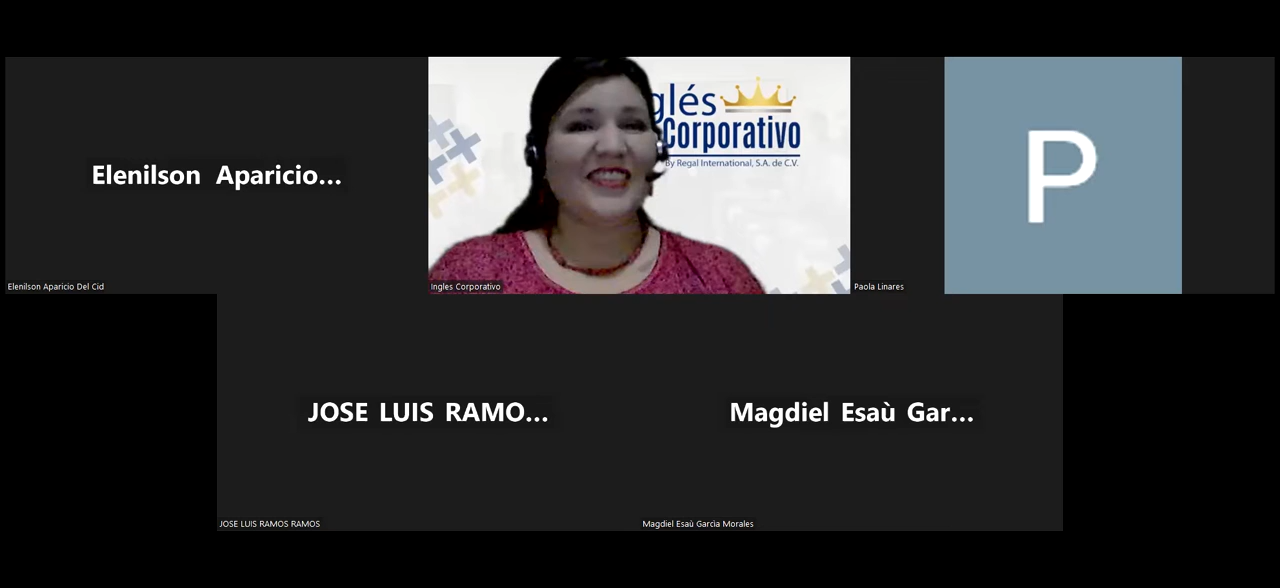 Elenilson Aparicio...
Elenilson Aparicio Del Cid
glés
Corporativo
By Regal International, S.A. de C.V.
Ingles Corporativo
P
Paola Linares
JOSE LUIS RAMO...
JOSE LUIS RAMOS RAMOS
Magdiel Esaù Gar...
Magdiel Esaù Garcia Morales